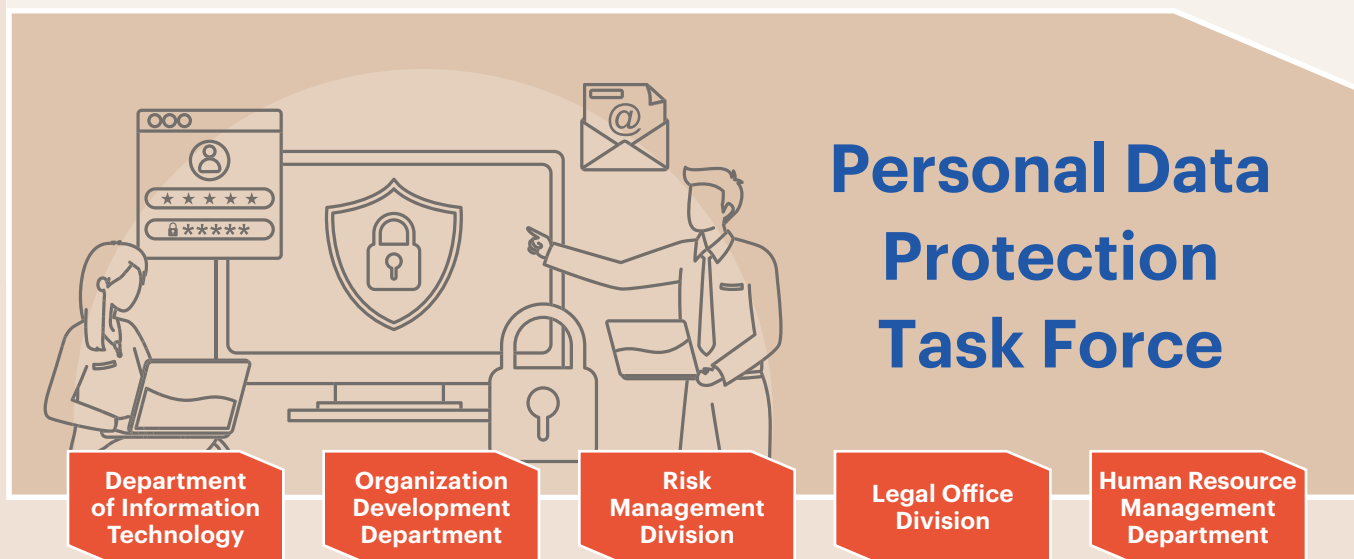 @
★ ★ ★ ★ ★
*****
Personal Data
Protection
Task Force
Department
of Information
Technology
Organization
Development
Department
Risk
Management
Division
Legal Office
Division
Human Resource
Management
Department